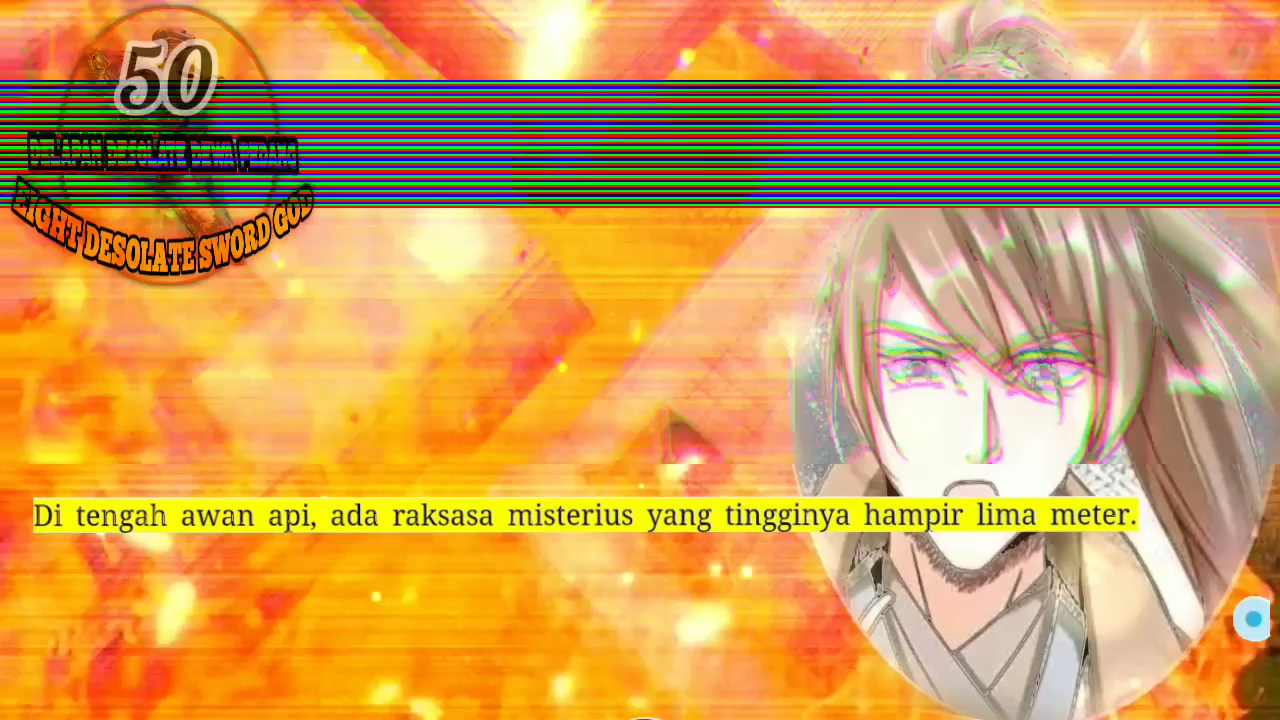 50
EIGHT DESOLATE SWORD GOD
Di tengah awan api, ada raksasa misterius yang tingginya hampir lima meter.